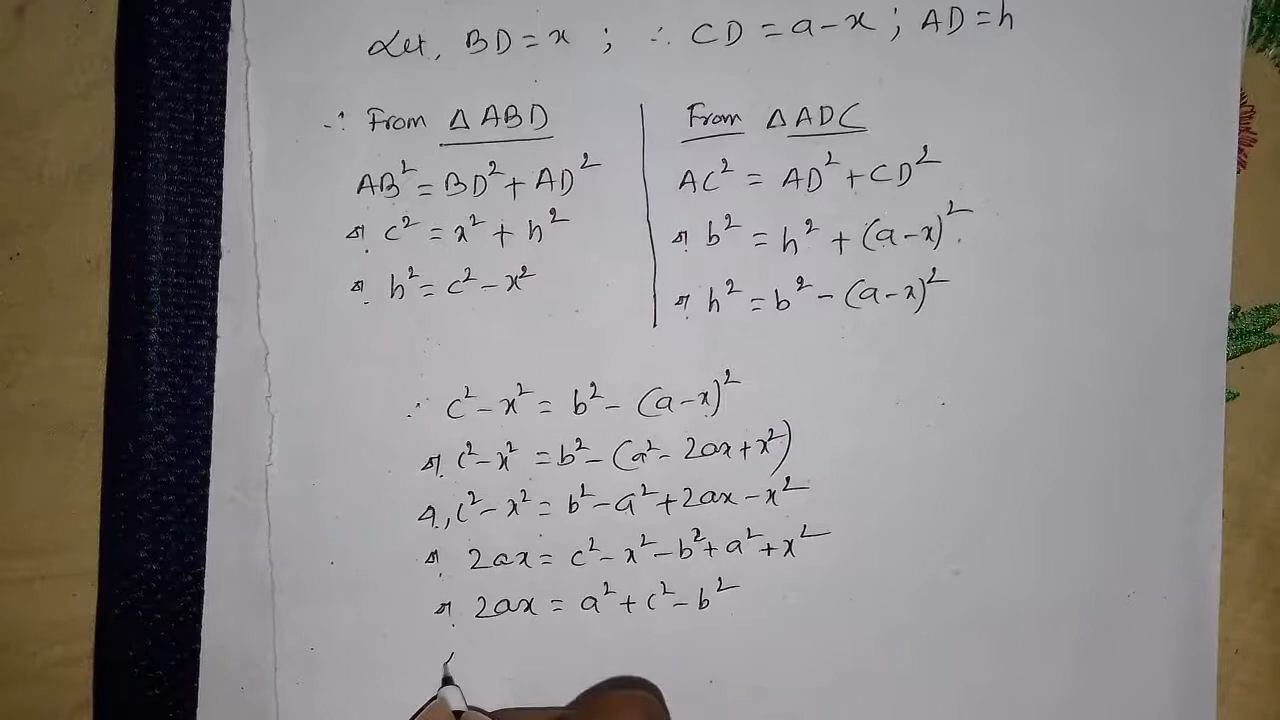 Let, BD = x ; ∴ CD = a-x ; AD = h
∴ From △ABD
AB² = BD² + AD²
বা, c² = x² + h²
বা, h² = c² - x²
From △ADC
AC² = AD² + CD²
বা, b² = h² + (a-x)²
বা, h² = b² - (a-x)²
∴ c² - x² = b² - (a-x)²
বা, c² - x² = b² - (a² - 2ax + x²)
বা, c² - x² = b² - a² + 2ax - x²
বা, 2ax = c² - x² - b² + a² + x²
বা, 2ax = a² + c² - b²